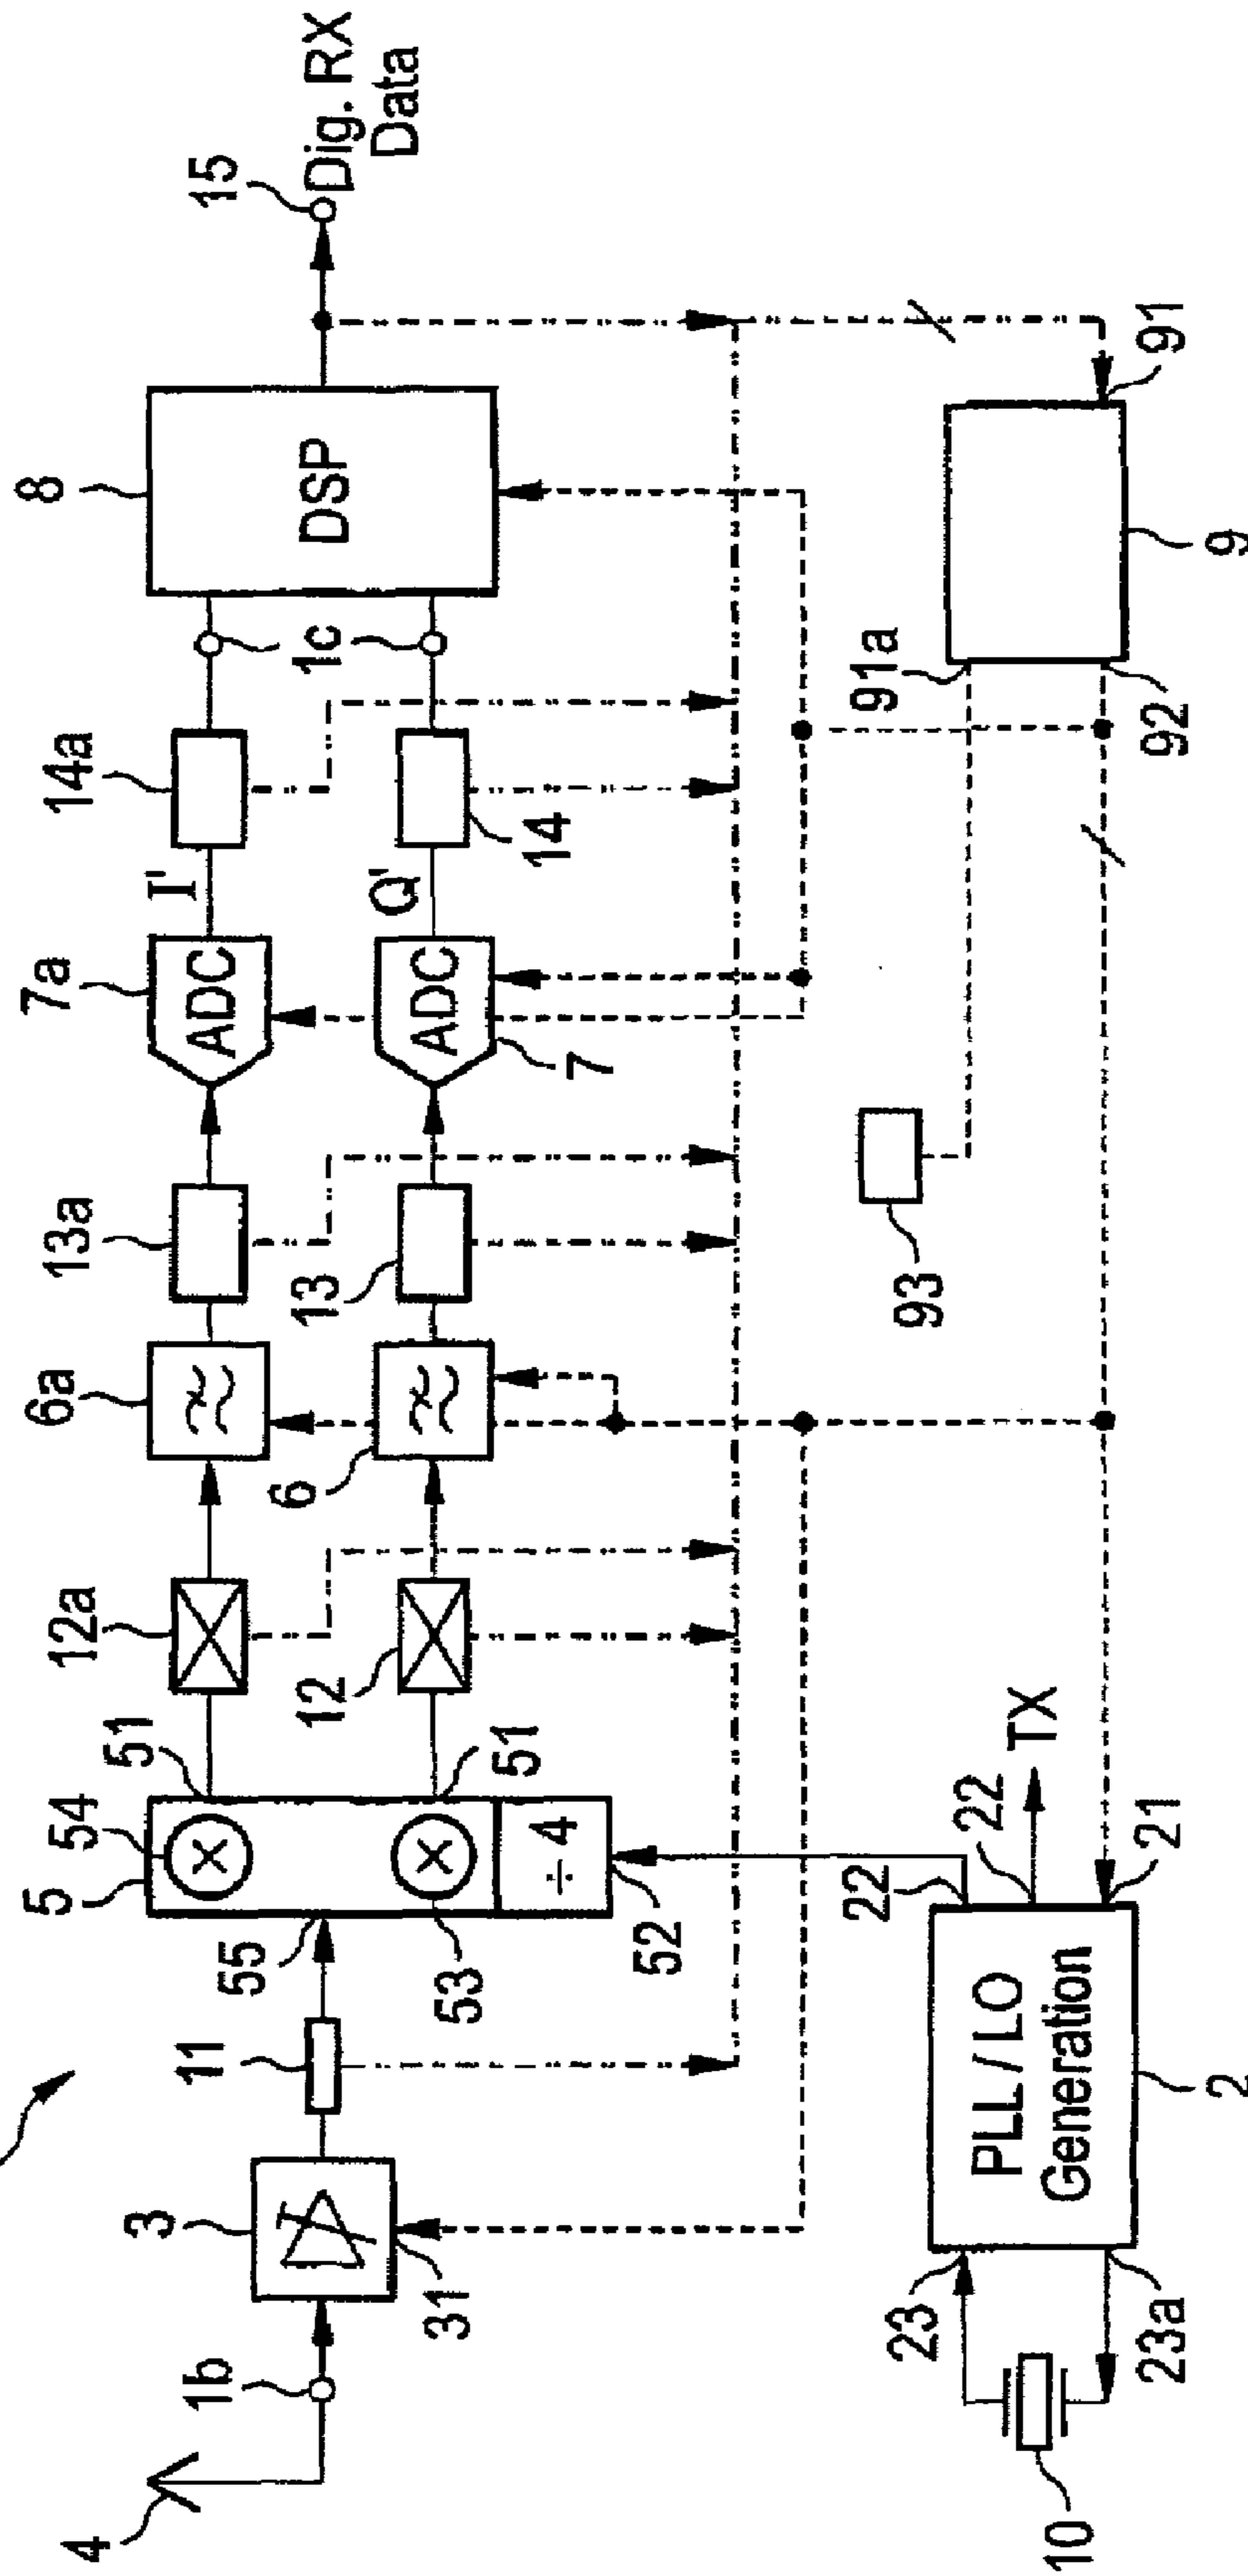 4
1b
3
31
11
5
54
55
53
52
÷ 4
51
51
12a
12
6a
6
13a
13
7a
ADC
ADC
7
I'
Q'
14a
14
1c
8
DSP
15
Dig. RX
Data
10
23
23a
PLL / LO
Generation
2
22
22
TX
21
93
91a
92
9
91